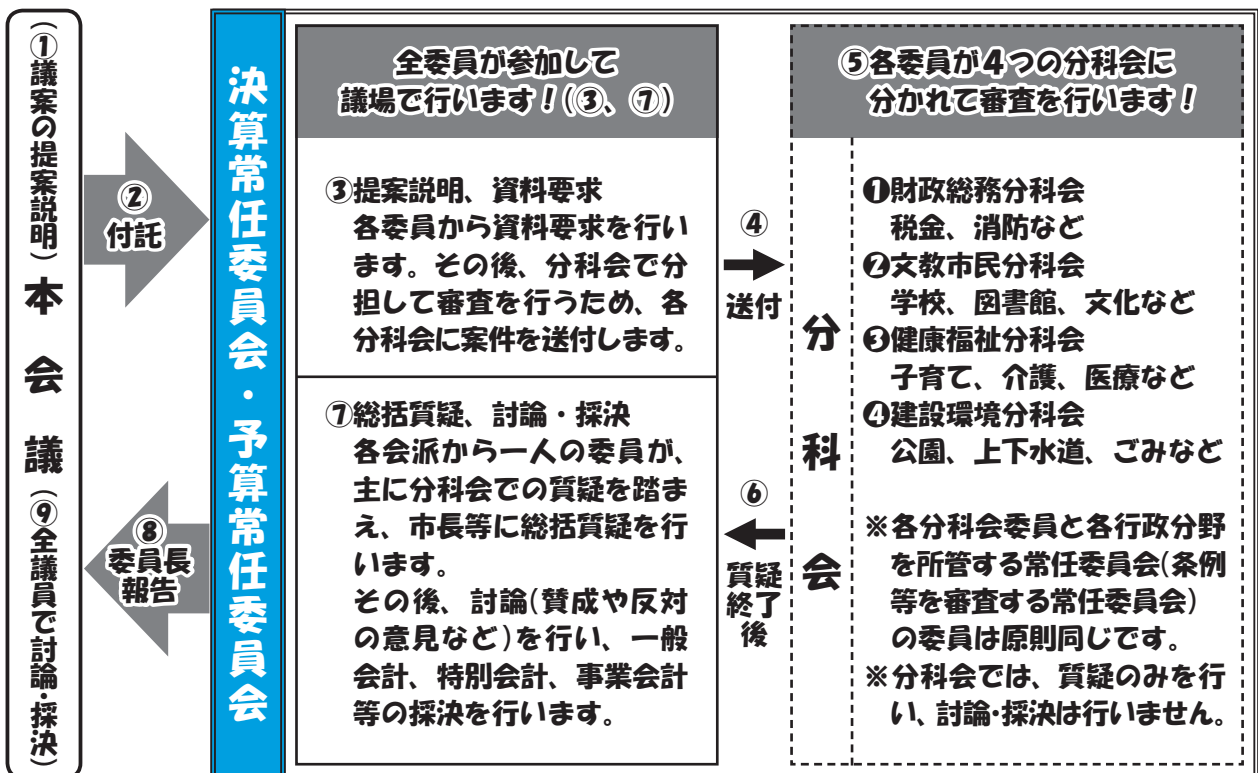 (①議案の提案説明)本会議(⑨全議員で討論・採決)
②
付託
⑧
委員長
報告
決算常任委員会・予算常任委員会
全委員が参加して
議場で行います!(③、⑦)
③提案説明、資料要求
各委員から資料要求を行い
ます。その後、分科会で分
担して審査を行うため、各
分科会に案件を送付します。
⑦総括質疑、討論・採決
各会派から一人の委員が、
主に分科会での質疑を踏ま
え、市長等に総括質疑を行
います。
その後、討論(賛成や反対
の意見など)を行い、一般
会計、特別会計、事業会計
等の採決を行います。
④
送付
⑥
質疑
終了
後
⑤各委員が4つの分科会に
分かれて審査を行います!
分科会
❶財政総務分科会
税金、消防など
❷文教市民分科会
学校、図書館、文化など
❸健康福祉分科会
子育て、介護、医療など
❹建設環境分科会
公園、上下水道、ごみなど
※各分科会委員と各行政分野
を所管する常任委員会(条例
等を審査する常任委員会)
の委員は原則同じです。
※分科会では、質疑のみを行
い、討論・採決は行いません。